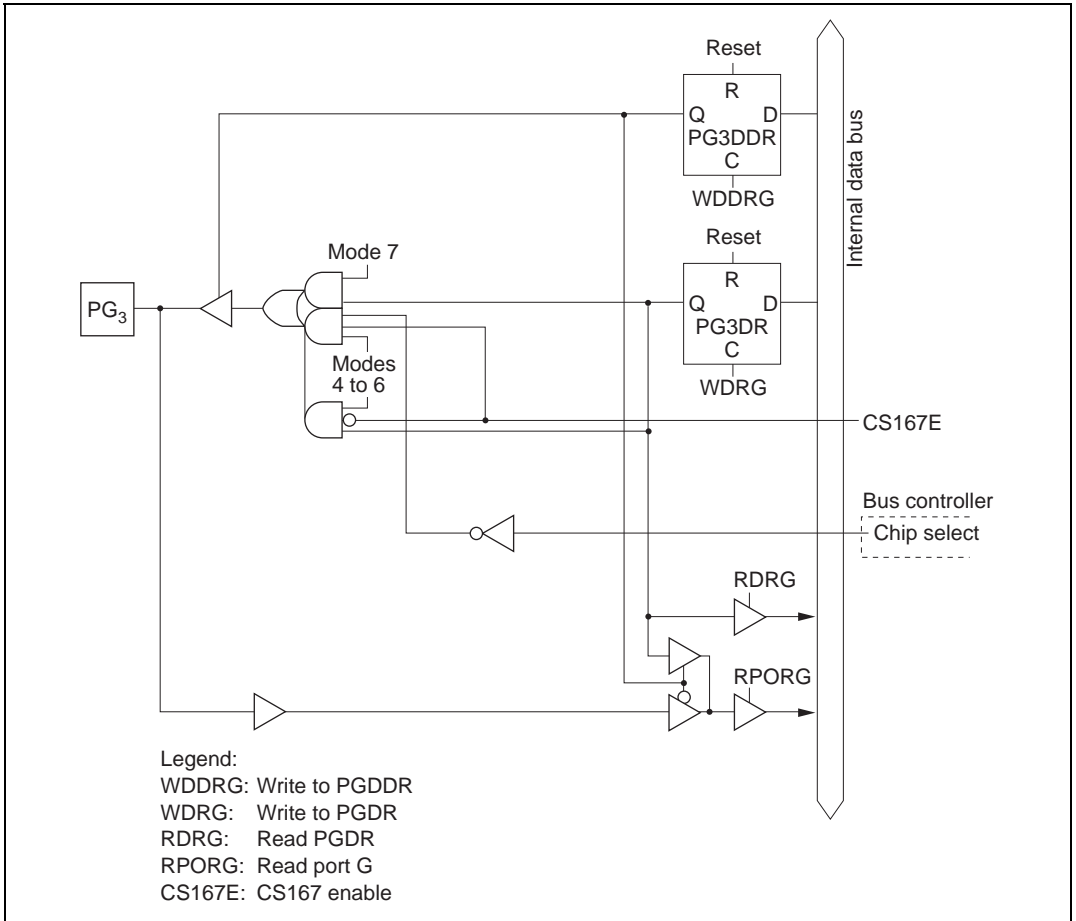 Reset
R
Q D
PG3DDR
C
WDDRG
Internal data bus
Reset
Mode 7
R
PG3
Q D
PG3DR
C
WDRG
Modes
4 to 6
CS167E
Bus controller
Chip select
RDRG
RPORG
Legend:
WDDRG: Write to PGDDR
WDRG: Write to PGDR
RDRG: Read PGDR
RPORG: Read port G
CS167E: CS167 enable